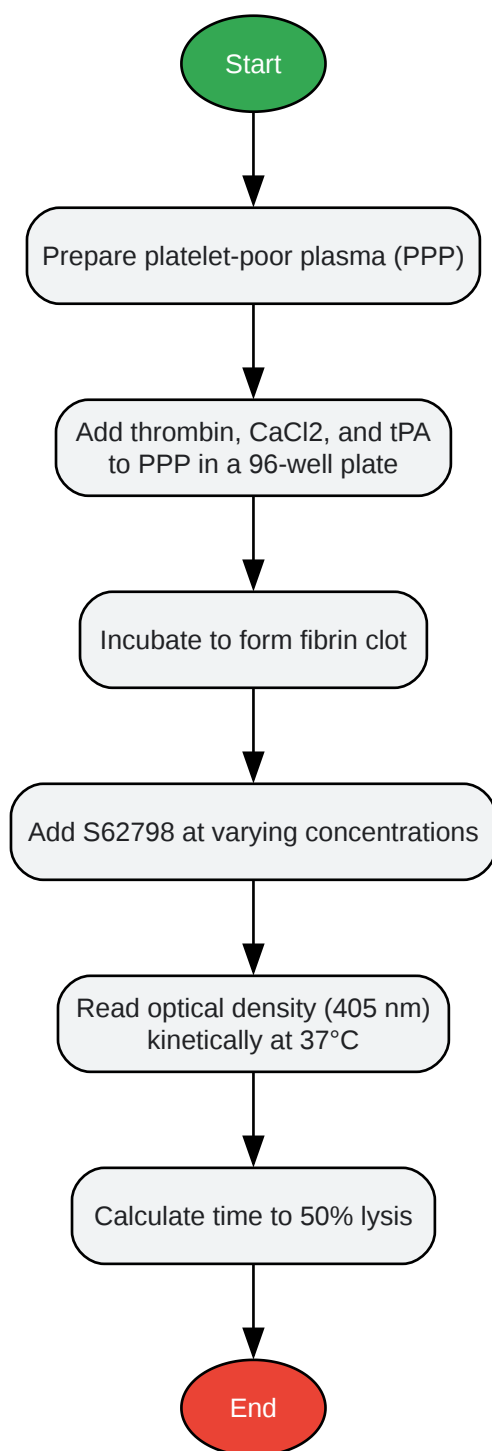 Start
Prepare platelet-poor plasma (PPP)
Add thrombin, CaCl2, and tPA
to PPP in a 96-well plate
Incubate to form fibrin clot
Add S62798 at varying concentrations
Read optical density (405 nm)
kinetically at 37°C
Calculate time to 50% lysis
End